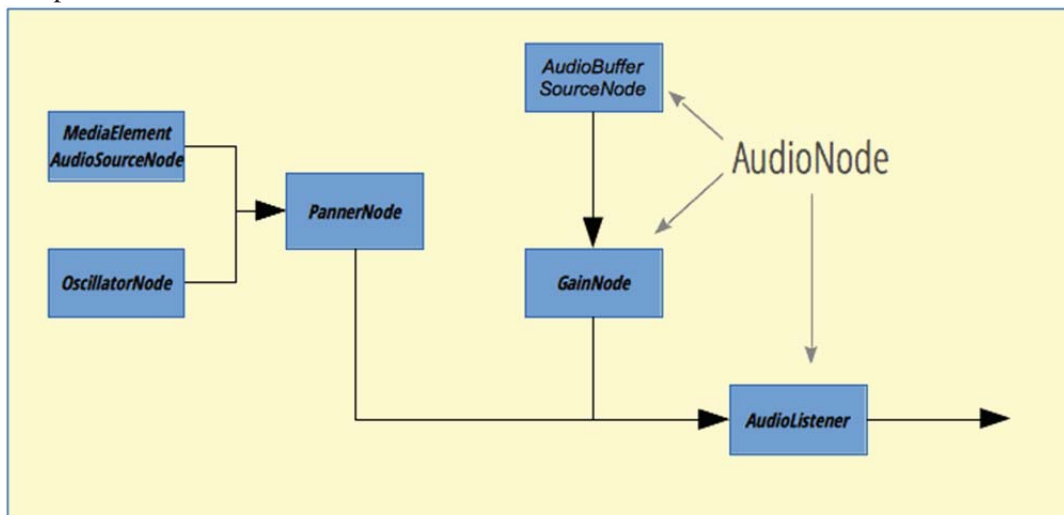 AudioBuffer
SourceNode
MediaElement
AudioSourceNode
AudioNode
PannerNode
OscillatorNode
GainNode
AudioListener